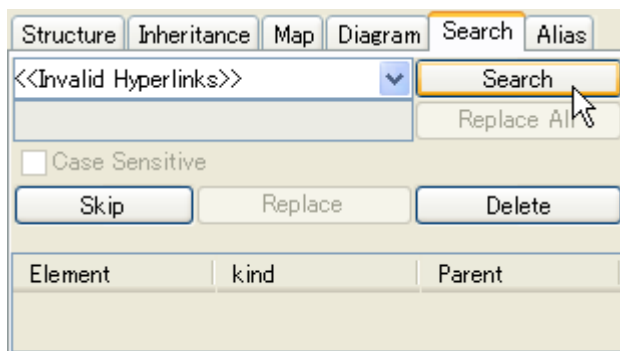 Structure Inheritance Map Diagram Search Alias
<<Invalid Hyperlinks>> Search
Replace All
Case Sensitive
Skip Replace Delete
Element kind Parent